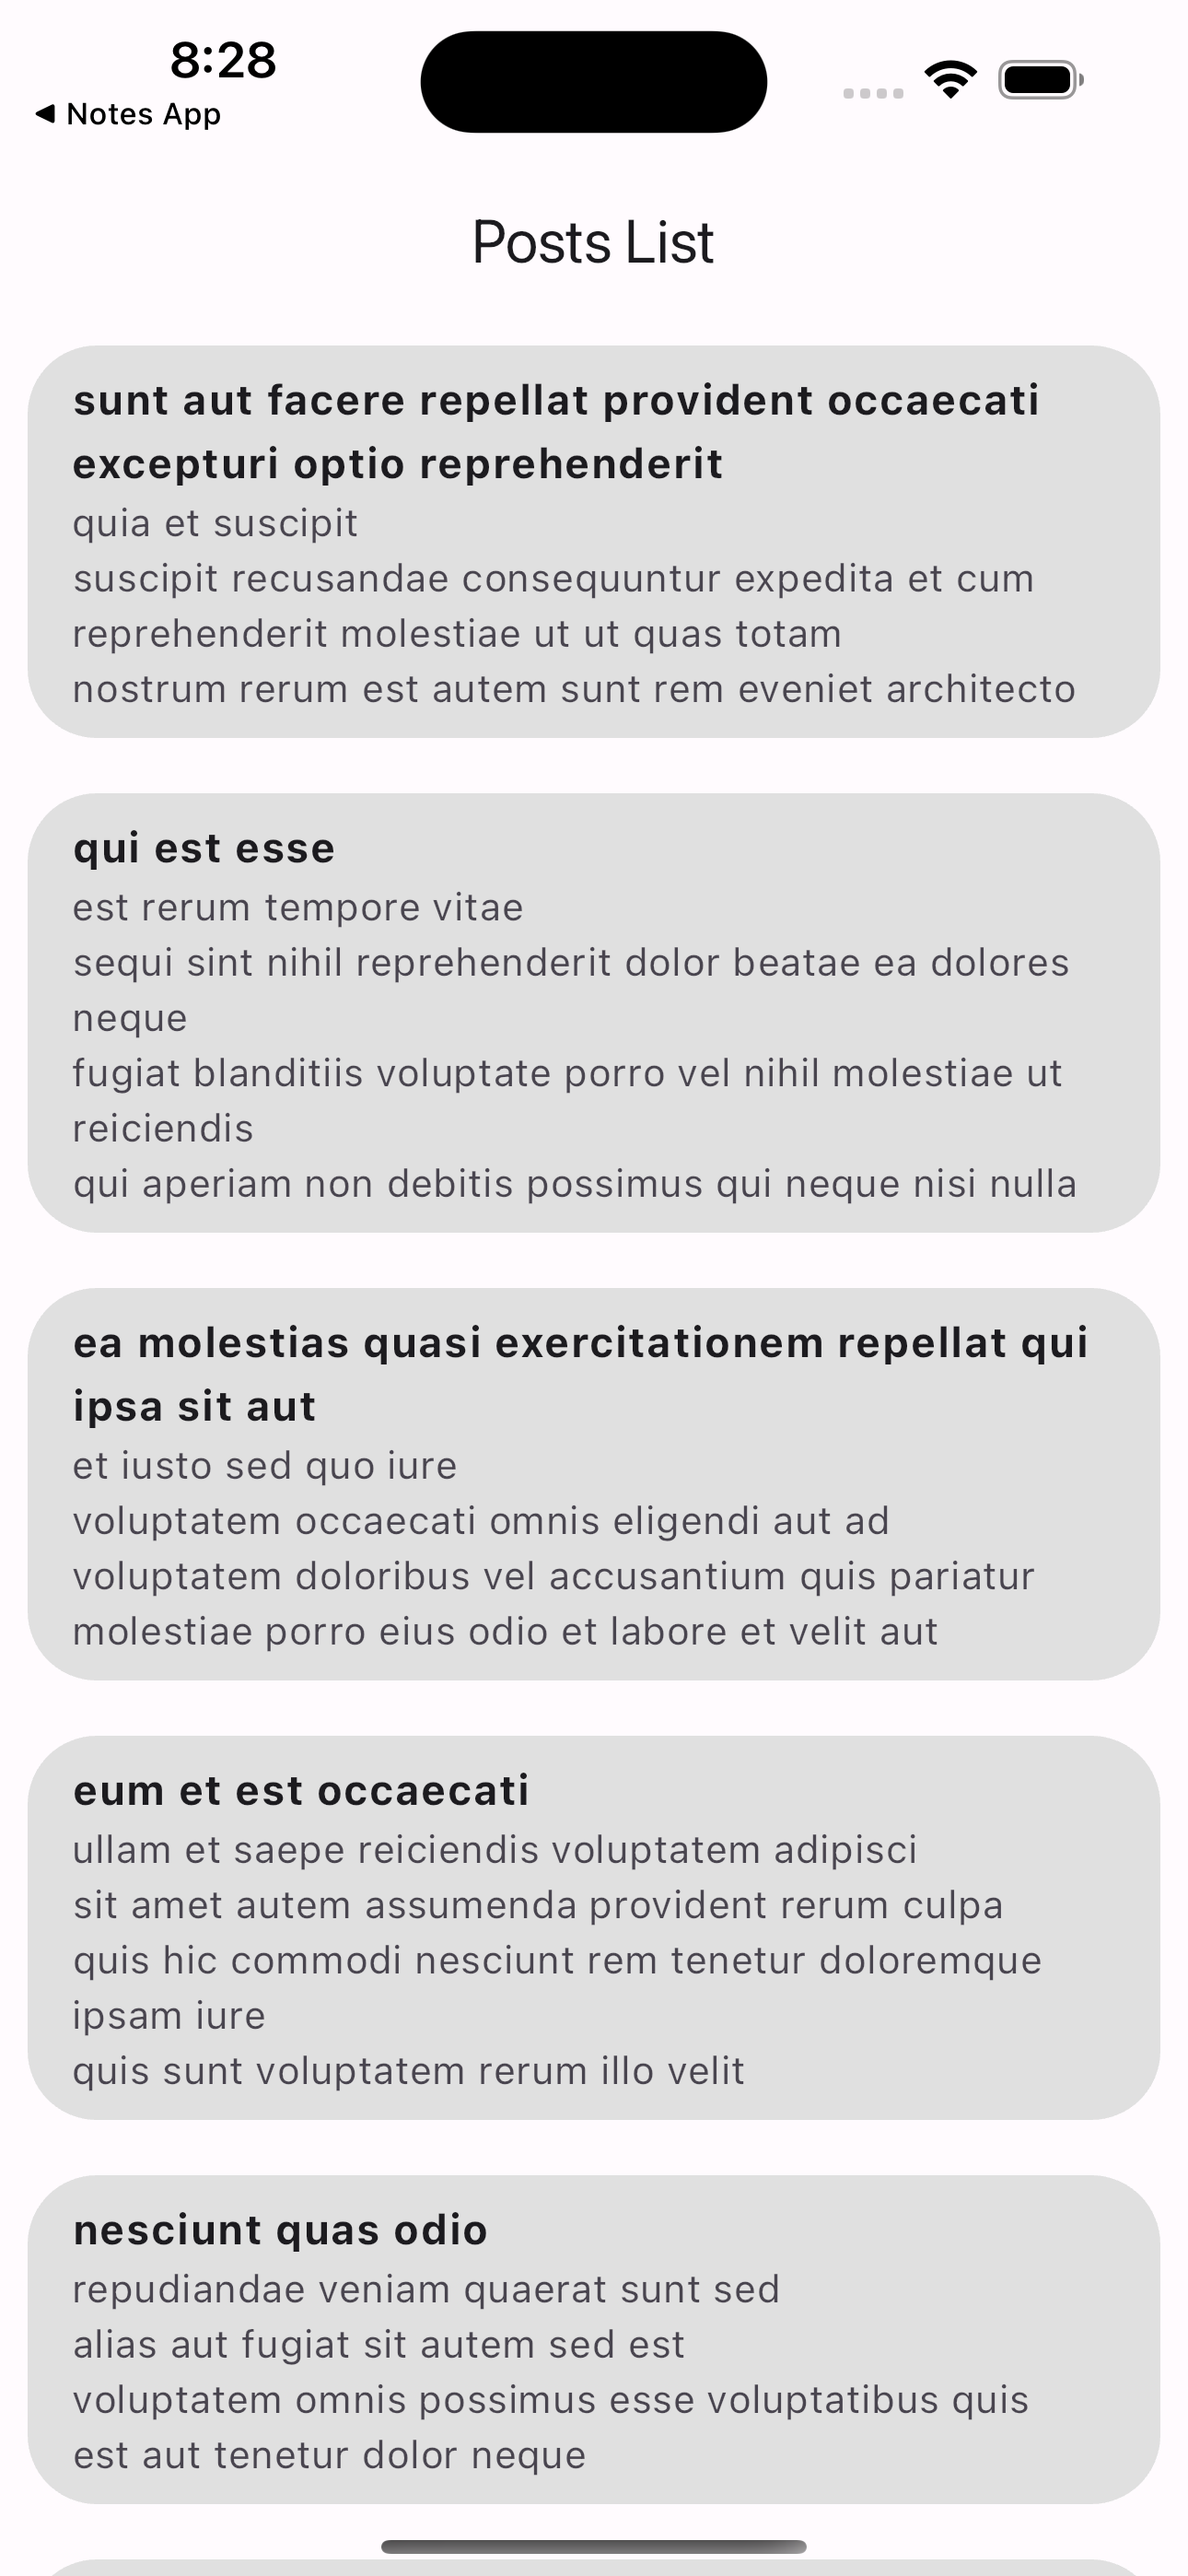 8:28
◀ Notes App
Posts List
sunt aut facere repellat provident occaecati
excepturi optio reprehenderit
quia et suscipit
suscipit recusandae consequuntur expedita et cum
reprehenderit molestiae ut ut quas totam
nostrum rerum est autem sunt rem eveniet architecto
qui est esse
est rerum tempore vitae
sequi sint nihil reprehenderit dolor beatae ea dolores
neque
fugiat blanditiis voluptate porro vel nihil molestiae ut
reiciendis
qui aperiam non debitis possimus qui neque nisi nulla
ea molestias quasi exercitationem repellat qui
ipsa sit aut
et iusto sed quo iure
voluptatem occaecati omnis eligendi aut ad
voluptatem doloribus vel accusantium quis pariatur
molestiae porro eius odio et labore et velit aut
eum et est occaecati
ullam et saepe reiciendis voluptatem adipisci
sit amet autem assumenda provident rerum culpa
quis hic commodi nesciunt rem tenetur doloremque
ipsam iure
quis sunt voluptatem rerum illo velit
nesciunt quas odio
repudiandae veniam quaerat sunt sed
alias aut fugiat sit autem sed est
voluptatem omnis possimus esse voluptatibus quis
est aut tenetur dolor neque